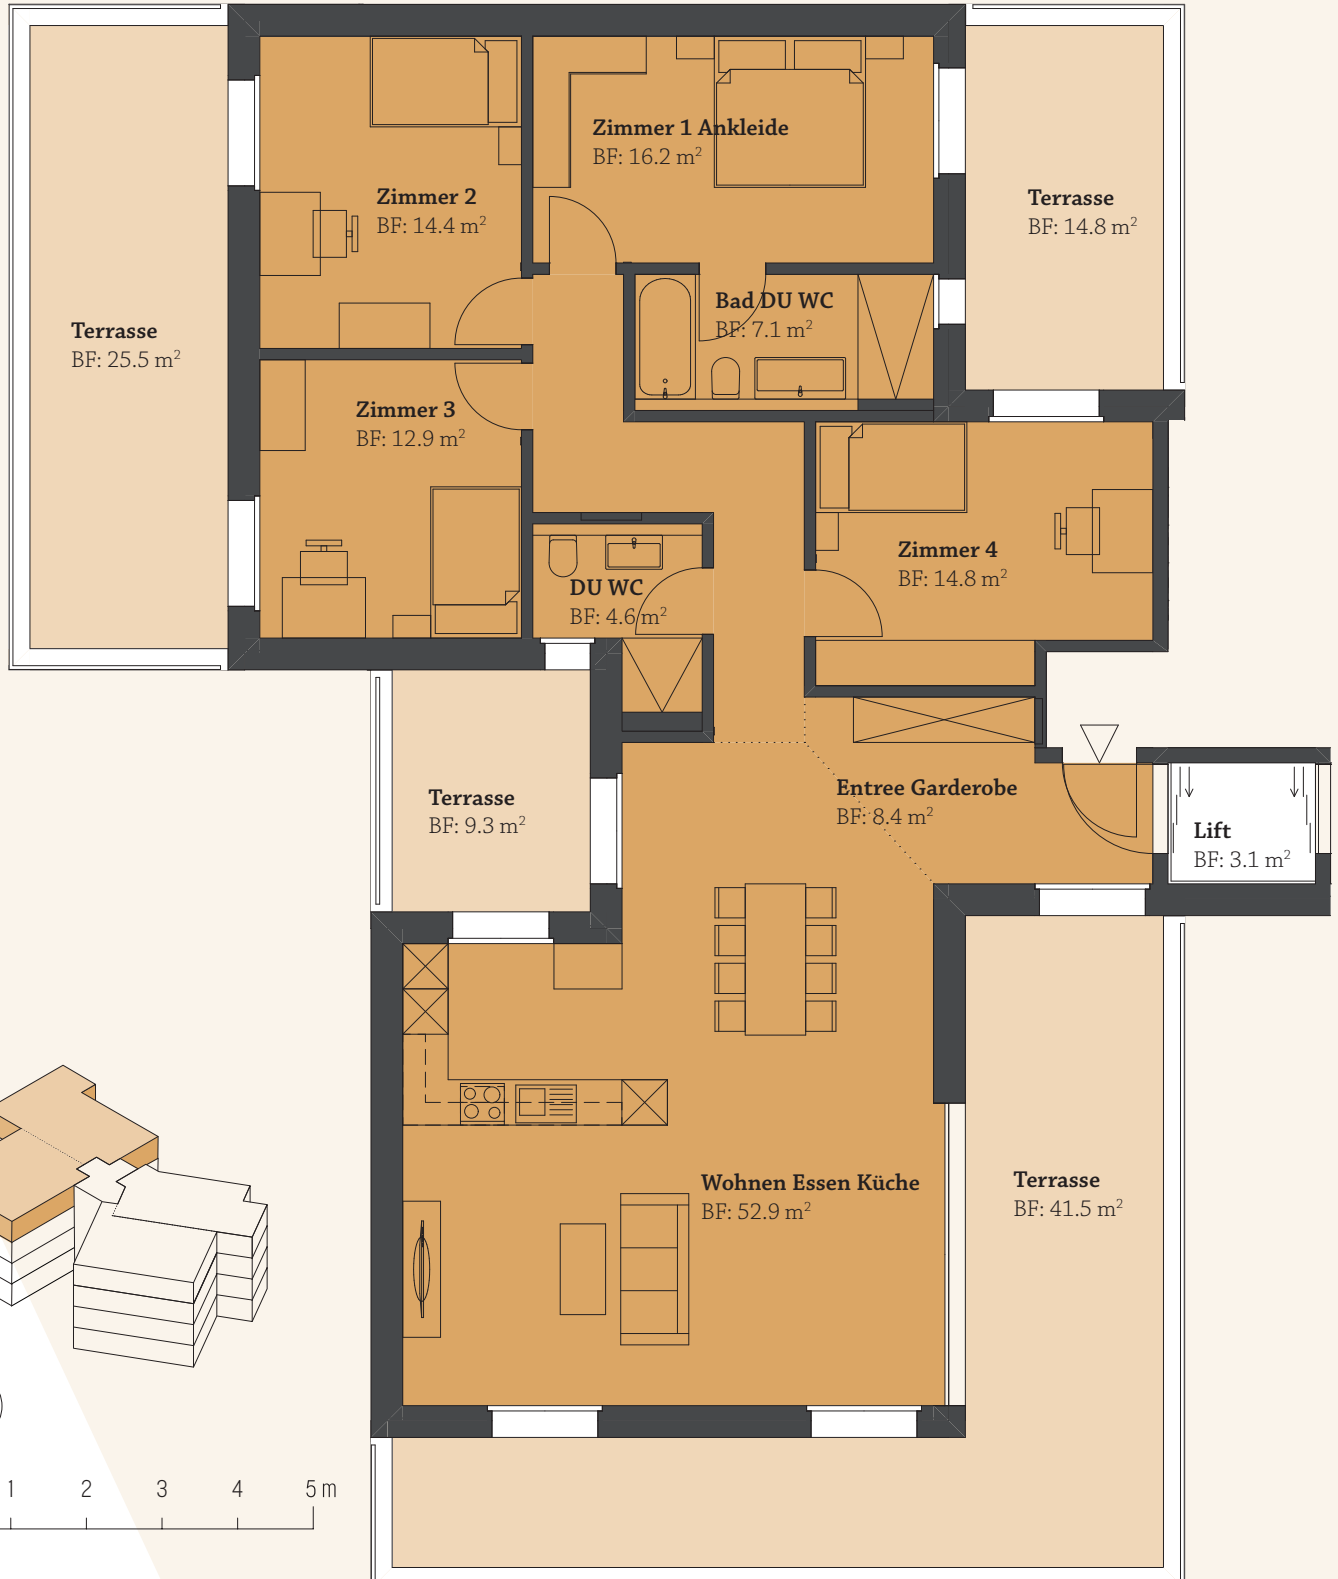 Zimmer 1 Ankleide
BF: 16.2 m²
Zimmer 2
BF: 14.4 m²
Terrasse
BF: 14.8 m²
Bad DU WC
BF: 7.1 m²
Terrasse
BF: 25.5 m²
Zimmer 3
BF: 12.9 m²
Zimmer 4
BF: 14.8 m²
DU WC
BF: 4.6 m²
Entree Garderobe
BF: 8.4 m²
Terrasse
BF: 9.3 m²
Lift
BF: 3.1 m²
Wohnen Essen Küche
BF: 52.9 m²
Terrasse
BF: 41.5 m²
1 2 3 4 5 m